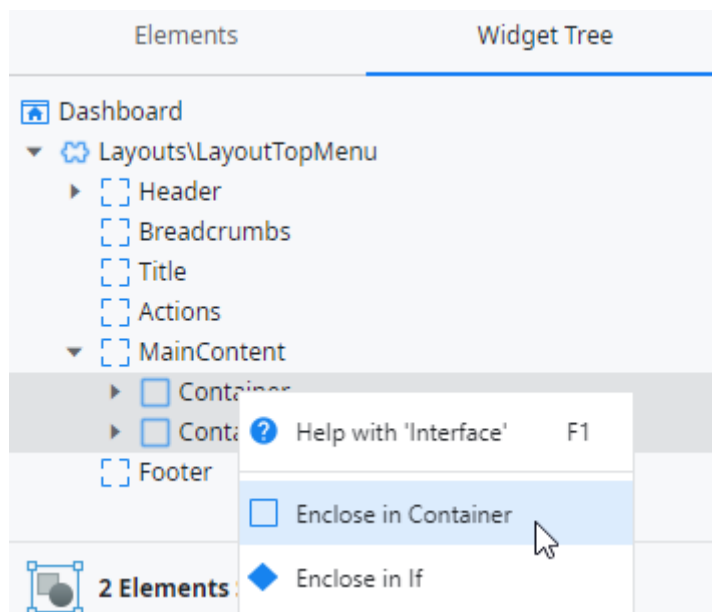 Elements Widget Tree
Dashboard
Layouts\LayoutTopMenu
Header
Breadcrumbs
Title
Actions
MainContent
Container
Help with 'Interface' F1
Footer
Enclose in Container
2 Elements
Enclose in If